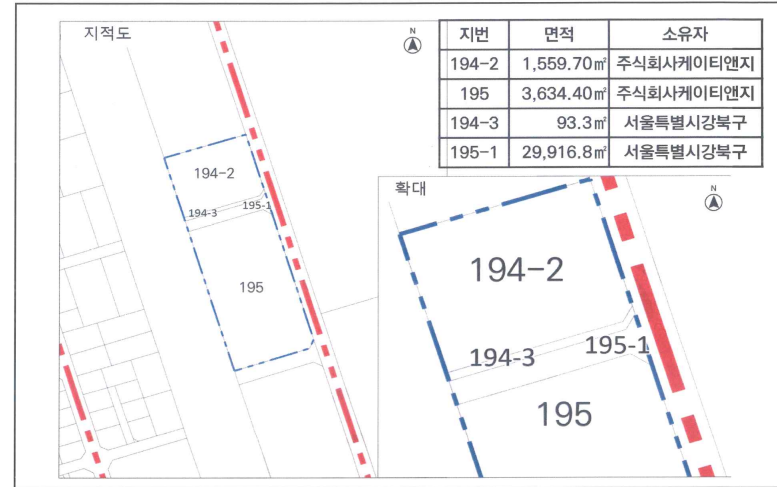 지적도
N
지번 면적 소유자
194-2 1,559.70㎡ 주식회사케이티앤지
195 3,634.40㎡ 주식회사케이티앤지
194-3 93.3㎡ 서울특별시강북구
195-1 29,916.8㎡ 서울특별시강북구
194-2
194-3 195-1
195
확대
N
194-2
194-3 195-1
195